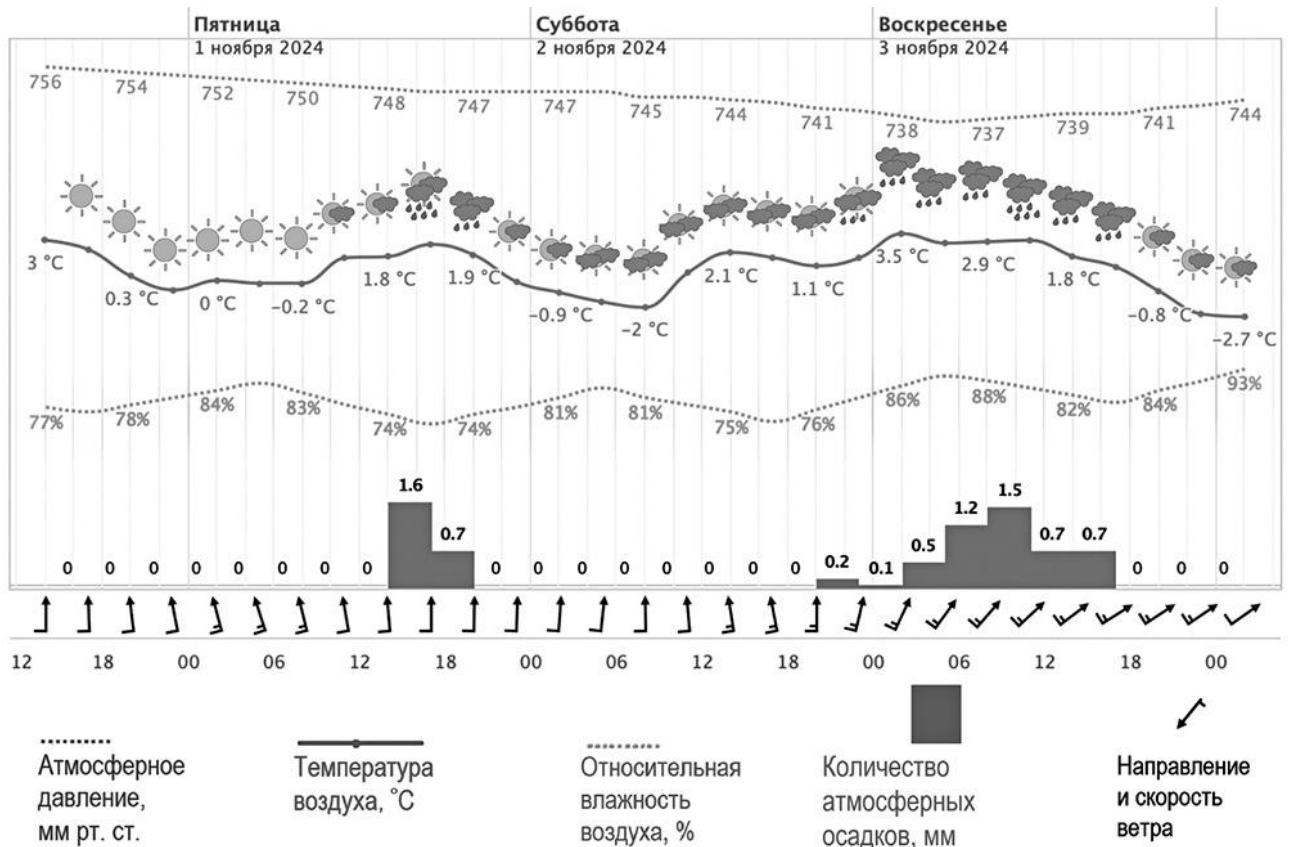 Пятница Суббота Воскресенье
1 ноября 2024 2 ноября 2024 3 ноября 2024
756 754 752 750 748 747 747 745 744 741 738 737 739 741 744
3 °C 0.3 °C 0 °C –0.2 °C 1.8 °C 1.9 °C –0.9 °C –2 °C 2.1 °C 1.1 °C 3.5 °C 2.9 °C 1.8 °C –0.8 °C –2.7 °C
77% 78% 84% 83% 74% 74% 81% 81% 75% 76% 86% 88% 82% 84% 93%
0 0 0 0 0 0 0 0 1.6 0.7 0 0 0 0 0 0 0 0 0.2 0.1 0.5 1.2 1.5 0.7 0.7 0 0 0
12 18 00 06 12 18 00 06 12 18 00 06 12 18 00
Атмосферное
давление,
мм рт. ст.
Температура
воздуха, °C
Относительная
влажность
воздуха, %
Количество
атмосферных
осадков, мм
Направление
и скорость
ветра